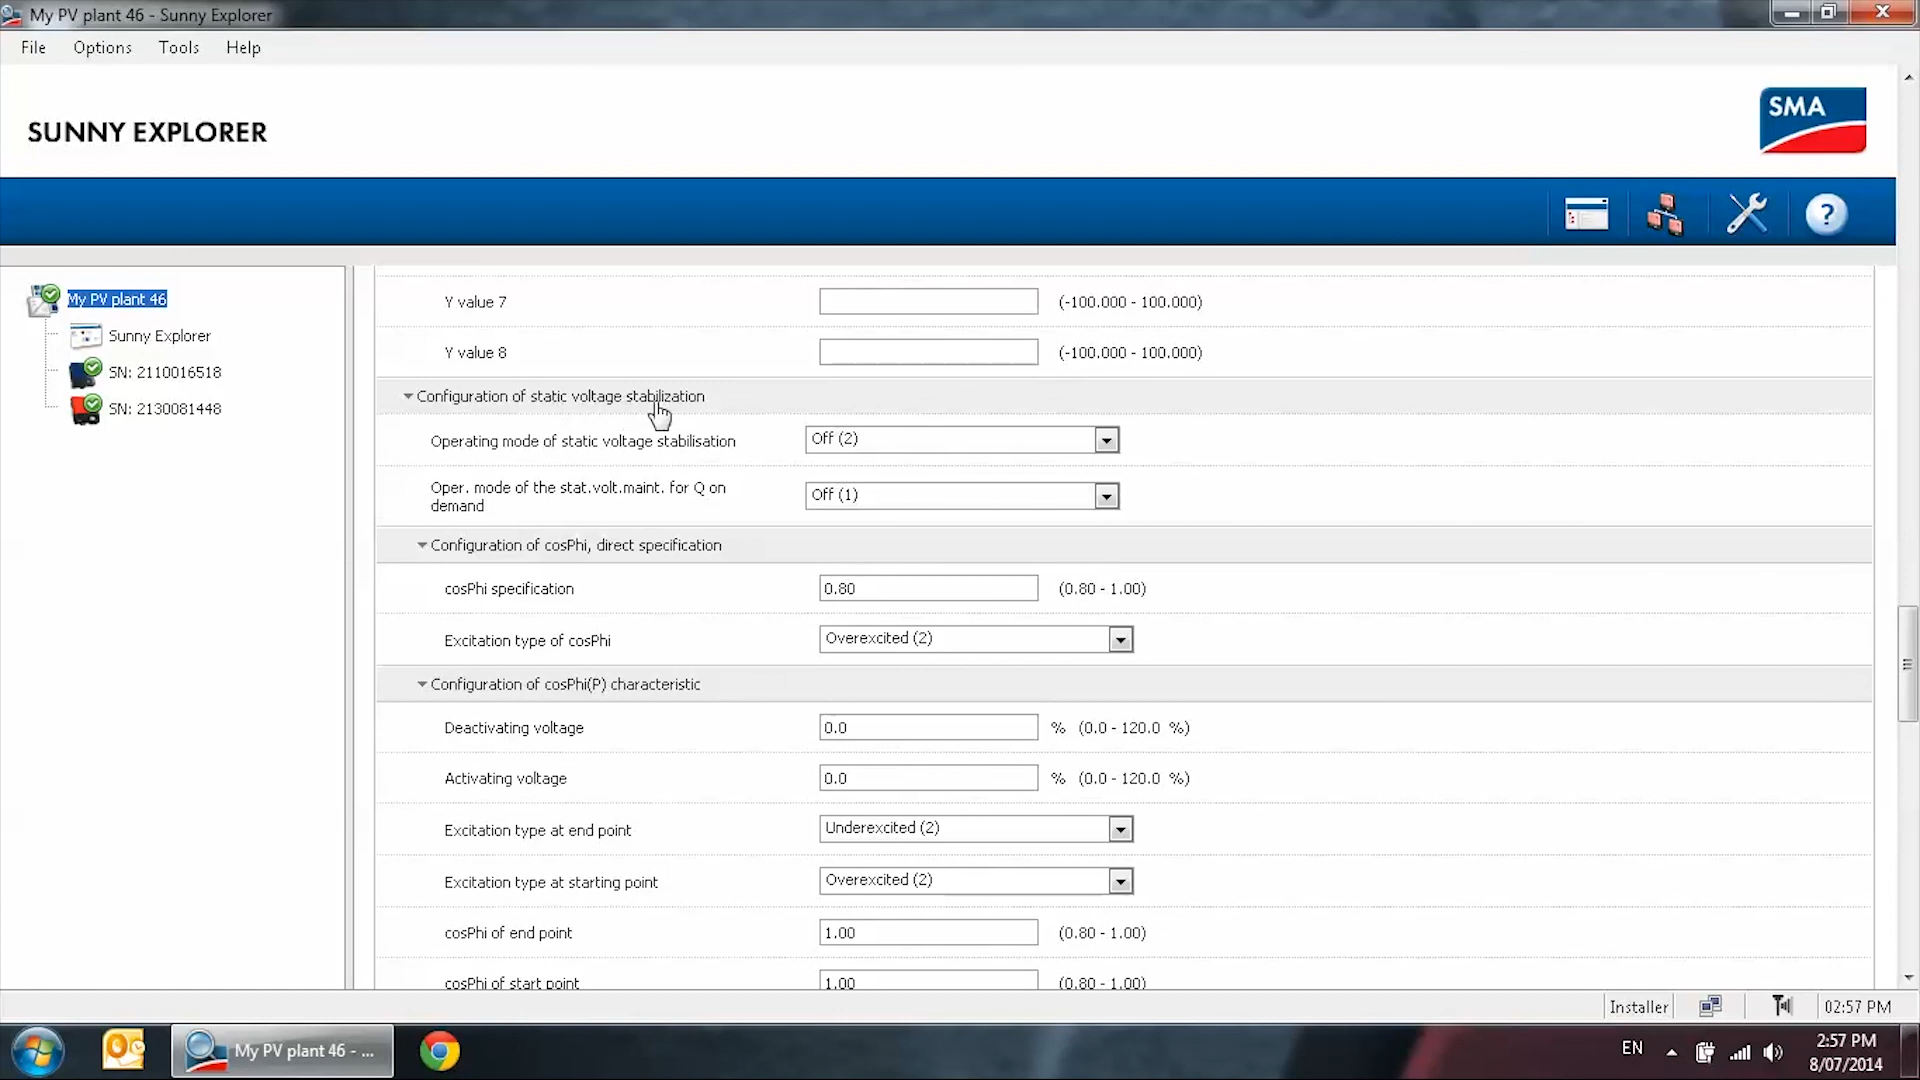 My PV plant 46 - Sunny Explorer
File Options Tools Help
SUNNY EXPLORER
SMA
?
My PV plant 46
Sunny Explorer
SN: 2110016518
SN: 2130081448
Y value 7 (-100.000 - 100.000)
Y value 8 (-100.000 - 100.000)
Configuration of static voltage stabilization
Operating mode of static voltage stabilisation Off (2)
Oper. mode of the stat.volt.maint. for Q on
demand Off (1)
Configuration of cosPhi, direct specification
cosPhi specification 0.80 (0.80 - 1.00)
Excitation type of cosPhi Overexcited (2)
Configuration of cosPhi(P) characteristic
Deactivating voltage 0.0 % (0.0 - 120.0 %)
Activating voltage 0.0 % (0.0 - 120.0 %)
Excitation type at end point Underexcited (2)
Excitation type at starting point Overexcited (2)
cosPhi of end point 1.00 (0.80 - 1.00)
cosPhi of start point 1.00 (0.80 - 1.00)
Installer 02:57 PM
My PV plant 46 - ...
EN
2:57 PM
8/07/2014